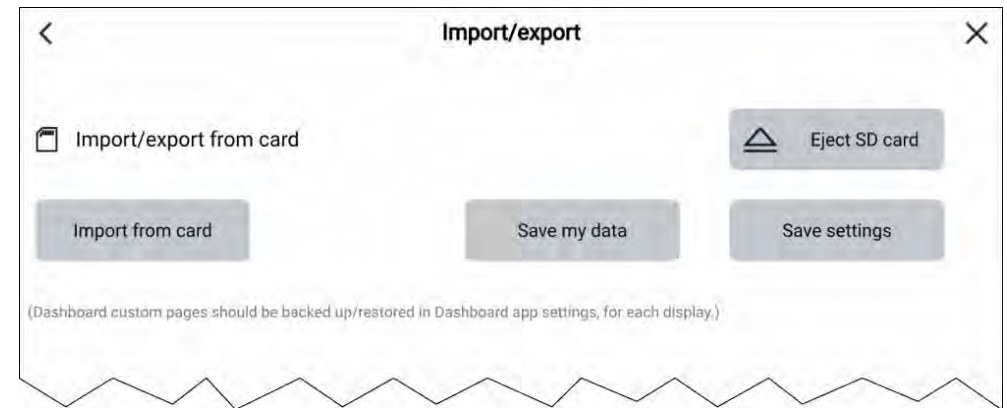 Import/export
Import/export from card
Eject SD card
Import from card
Save my data
Save settings
(Dashboard custom pages should be backed up/restored in Dashboard app settings, for each display.)